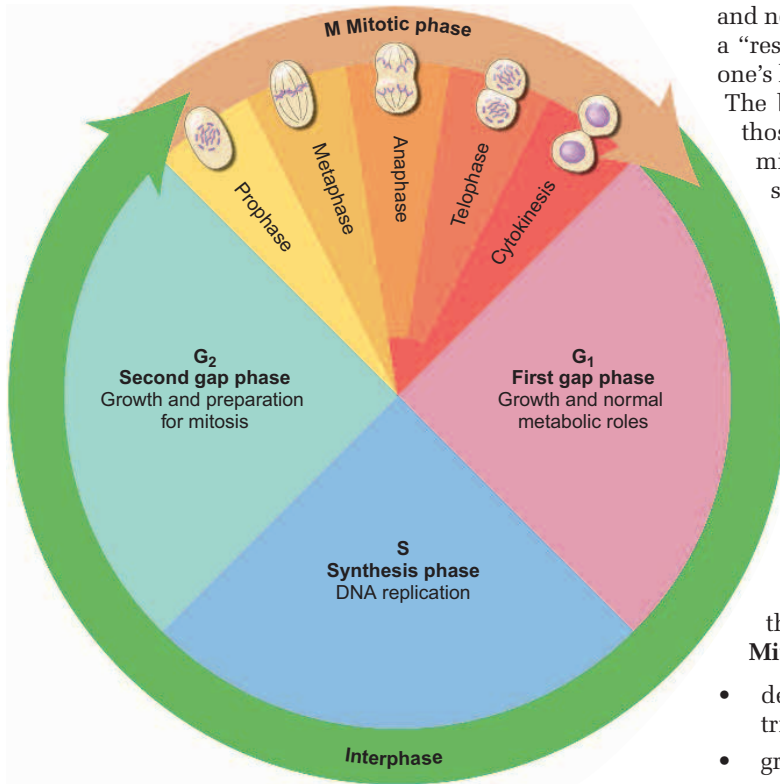 M Mitotic phase
Prophase
Metaphase
Anaphase
Telophase
Cytokinesis
G₂
Second gap phase
Growth and preparation
for mitosis
G₁
First gap phase
Growth and normal
metabolic roles
S
Synthesis phase
DNA replication
Interphase
and
a “res
one’s
The
thos
mi
s
th
Mi
• de
tr
• gr